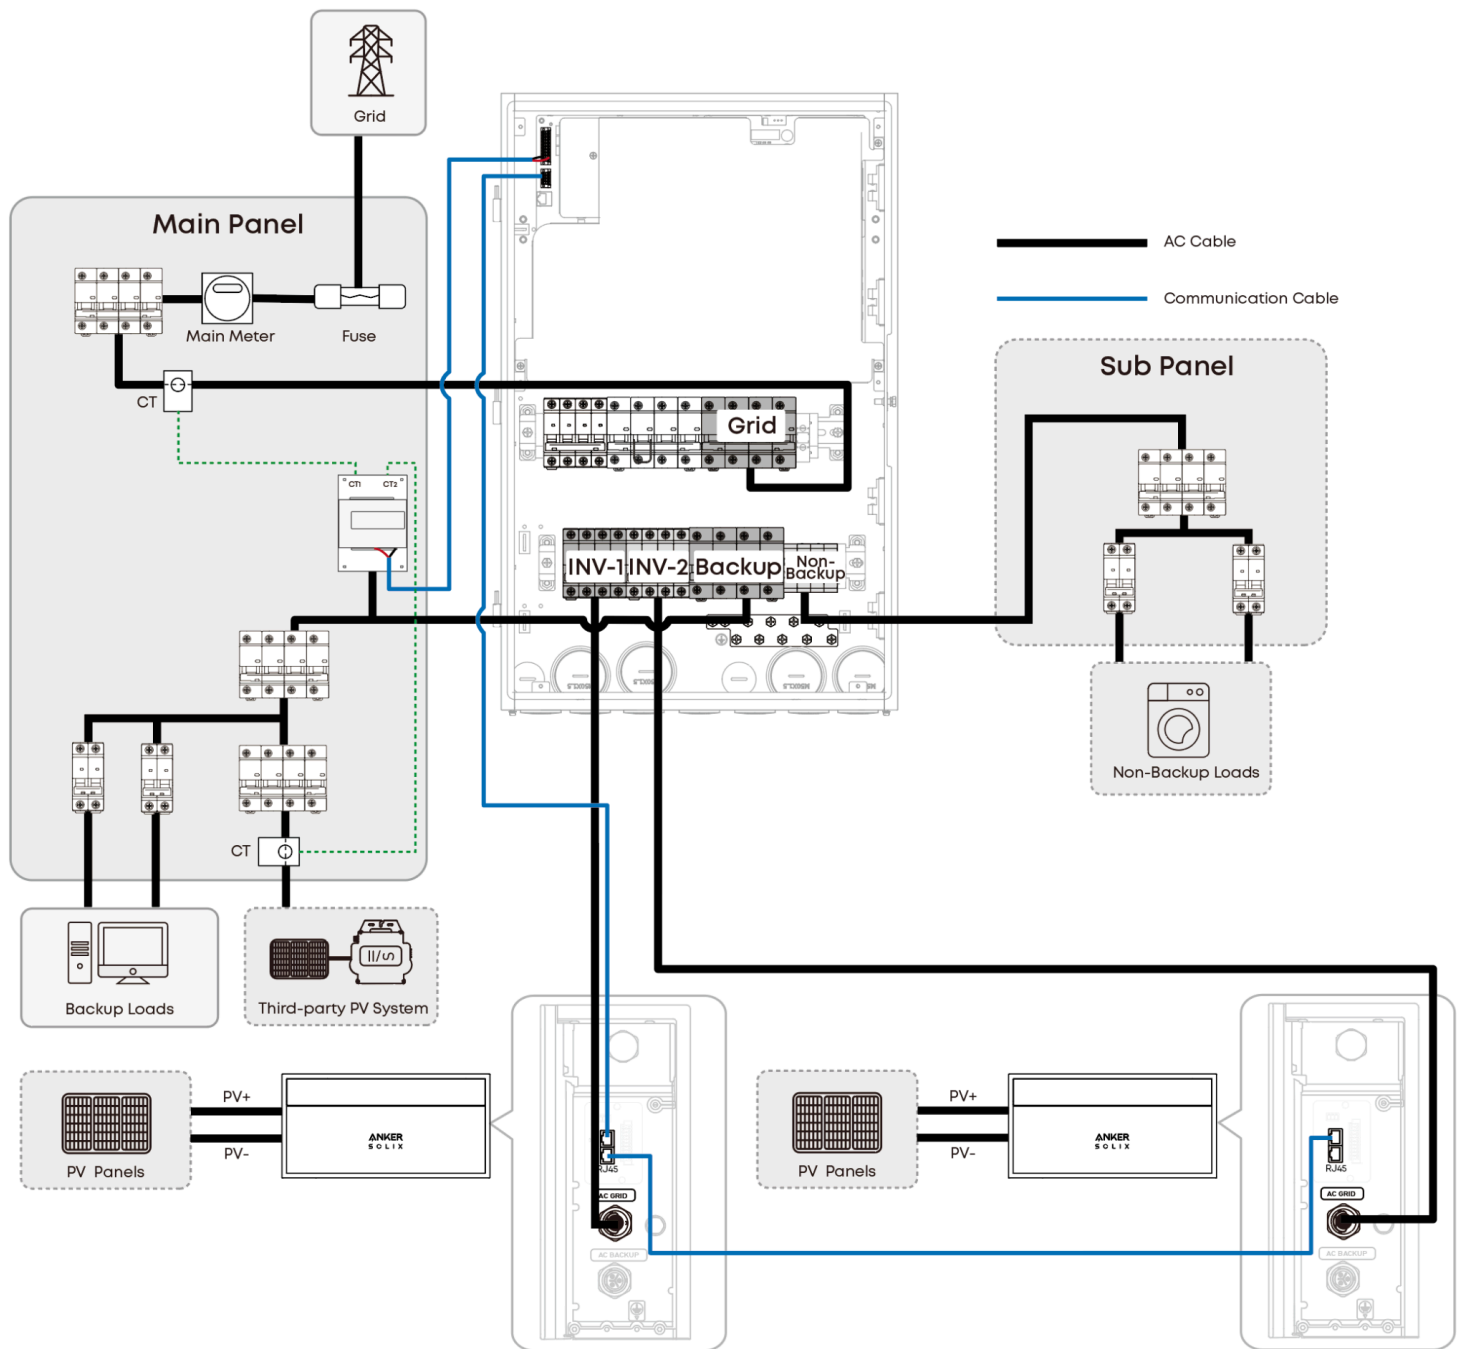 Grid
Main Panel
Main Meter
Fuse
CT
CT1 CT2
AC Cable
Communication Cable
Sub Panel
Grid
INV-1
INV-2
Backup
Non-
Backup
Non-Backup Loads
CT
Backup Loads
Third-party PV System
PV Panels
PV+
PV-
ANKER
SOLIX
RJ45
AC GRID
AC BACKUP
PV Panels
PV+
PV-
ANKER
SOLIX
RJ45
AC GRID
AC BACKUP